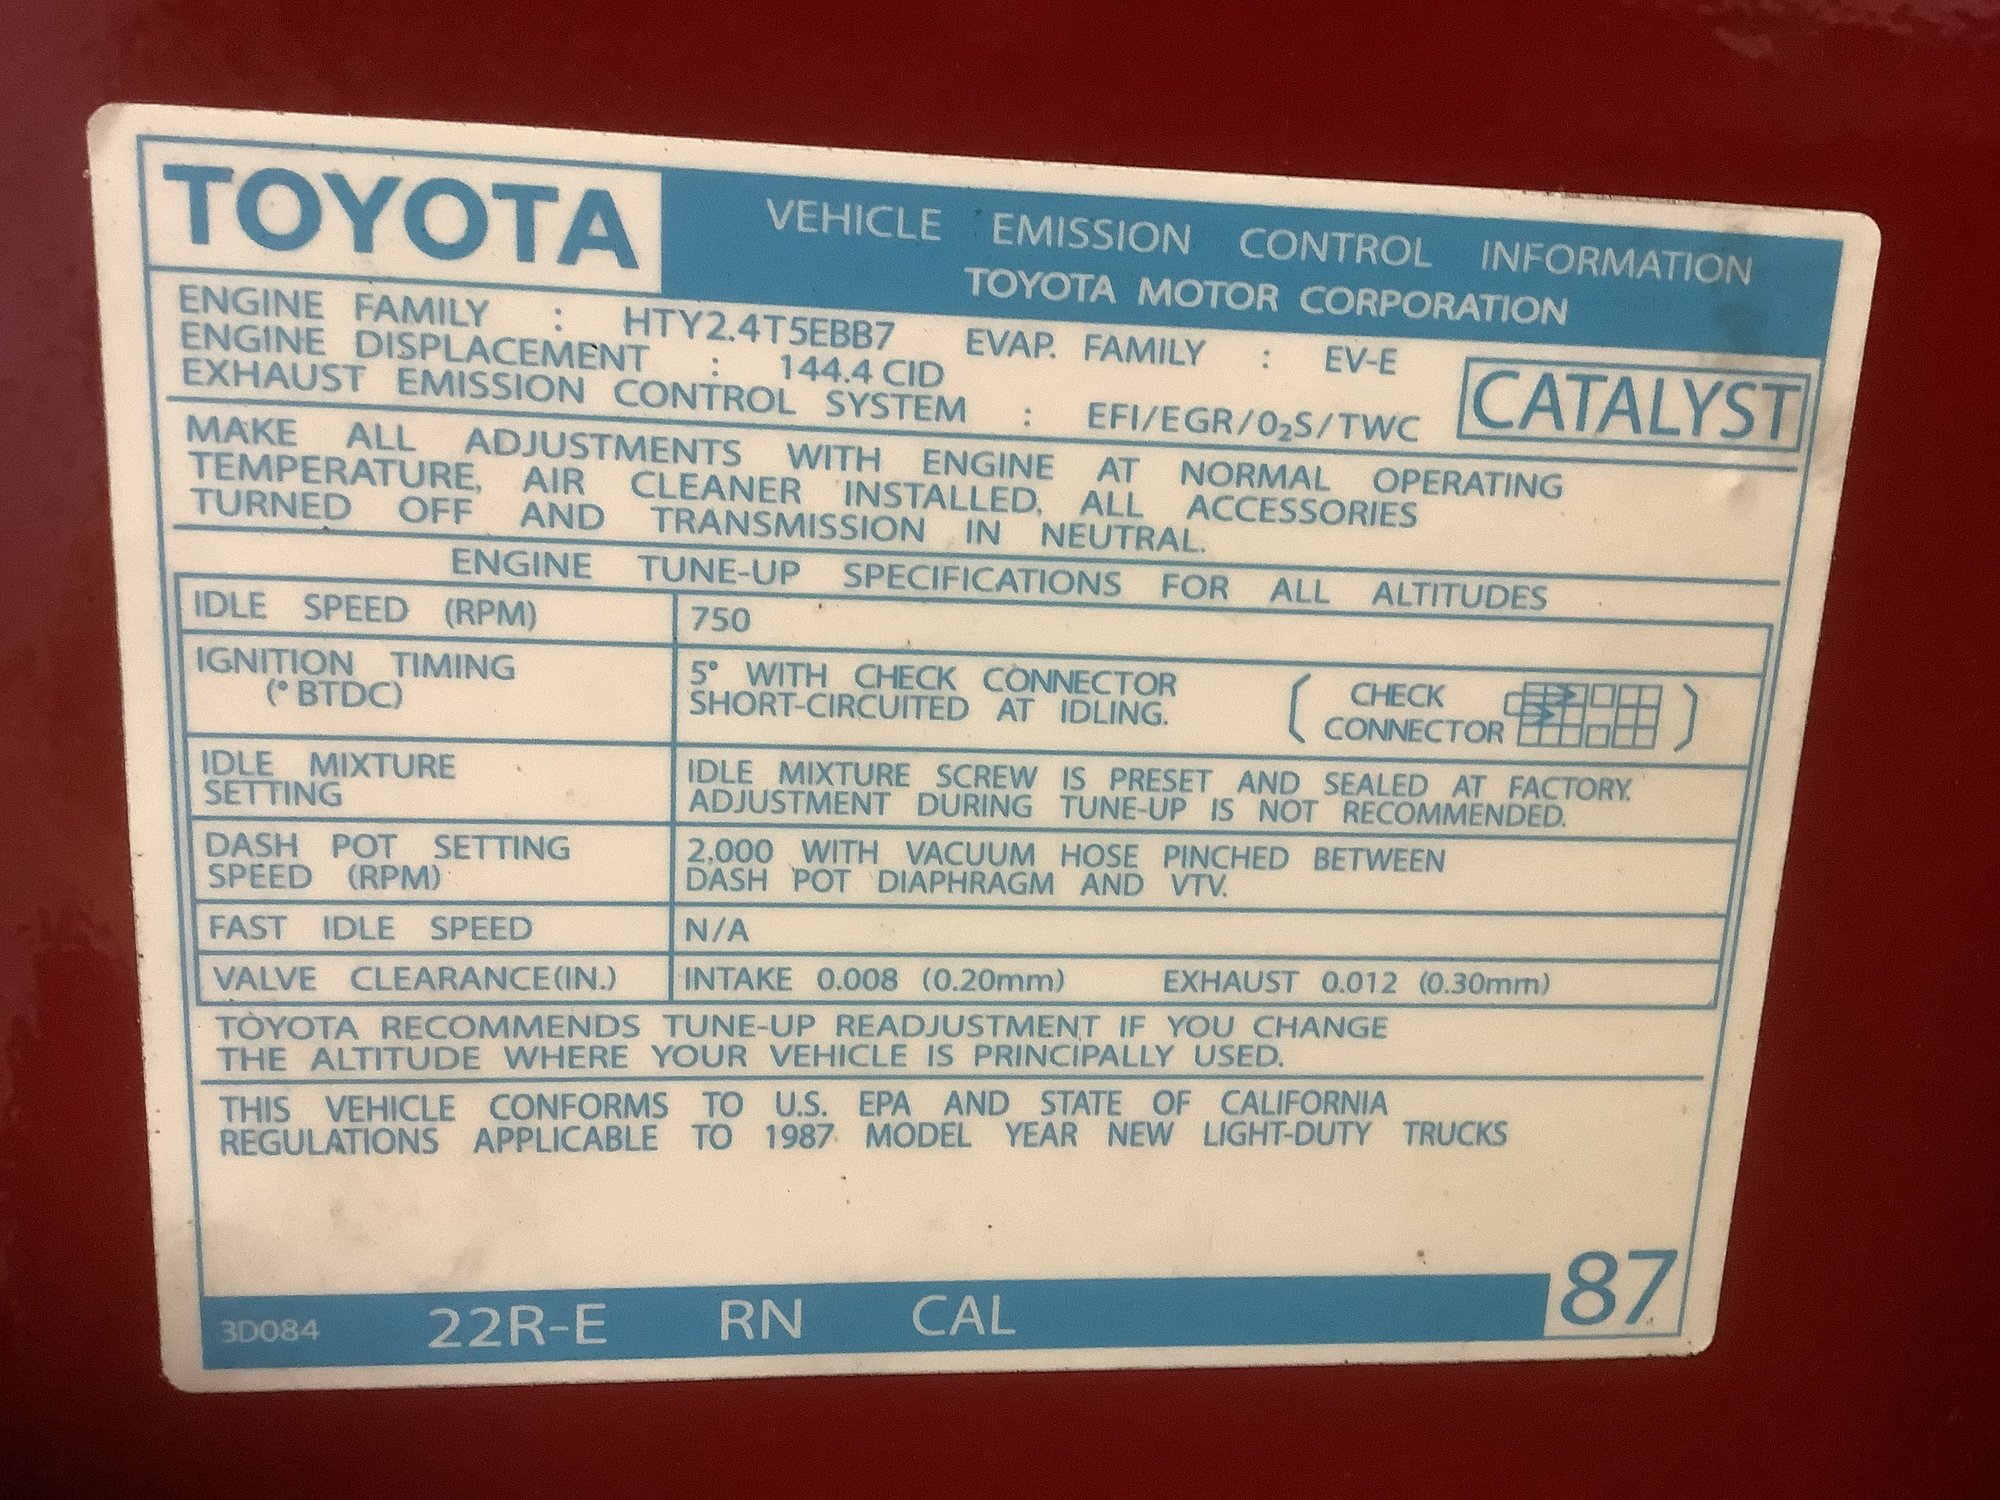 TOYOTA
VEHICLE EMISSION CONTROL INFORMATION
TOYOTA MOTOR CORPORATION
ENGINE FAMILY : HTY2.4T5EBB7 EVAP. FAMILY : EV-E
ENGINE DISPLACEMENT : 144.4 CID
EXHAUST EMISSION CONTROL SYSTEM : EFI/EGR/O₂S/TWC
CATALYST
MAKE ALL ADJUSTMENTS WITH ENGINE AT NORMAL OPERATING
TEMPERATURE, AIR CLEANER INSTALLED, ALL ACCESSORIES
TURNED OFF AND TRANSMISSION IN NEUTRAL.
ENGINE TUNE-UP SPECIFICATIONS FOR ALL ALTITUDES
IDLE SPEED (RPM) 750
IGNITION TIMING
(° BTDC)
5° WITH CHECK CONNECTOR
SHORT-CIRCUITED AT IDLING.
CHECK
CONNECTOR
IDLE MIXTURE
SETTING
IDLE MIXTURE SCREW IS PRESET AND SEALED AT FACTORY.
ADJUSTMENT DURING TUNE-UP IS NOT RECOMMENDED.
DASH POT SETTING
SPEED (RPM)
2,000 WITH VACUUM HOSE PINCHED BETWEEN
DASH POT DIAPHRAGM AND VTV.
FAST IDLE SPEED N/A
VALVE CLEARANCE(IN.) INTAKE 0.008 (0.20mm) EXHAUST 0.012 (0.30mm)
TOYOTA RECOMMENDS TUNE-UP READJUSTMENT IF YOU CHANGE
THE ALTITUDE WHERE YOUR VEHICLE IS PRINCIPALLY USED.
THIS VEHICLE CONFORMS TO U.S. EPA AND STATE OF CALIFORNIA
REGULATIONS APPLICABLE TO 1987 MODEL YEAR NEW LIGHT-DUTY TRUCKS
3D084 22R-E RN CAL 87